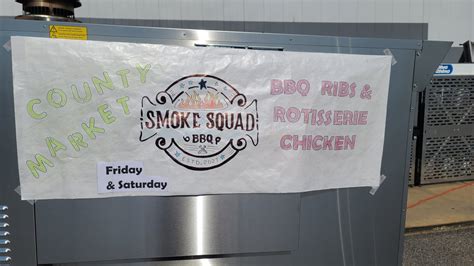 COUNTY
MARKET
SMOKE SQUAD
BBQ
BBQ RIBS &
ROTISSERIE
CHICKEN
Friday
& Saturday